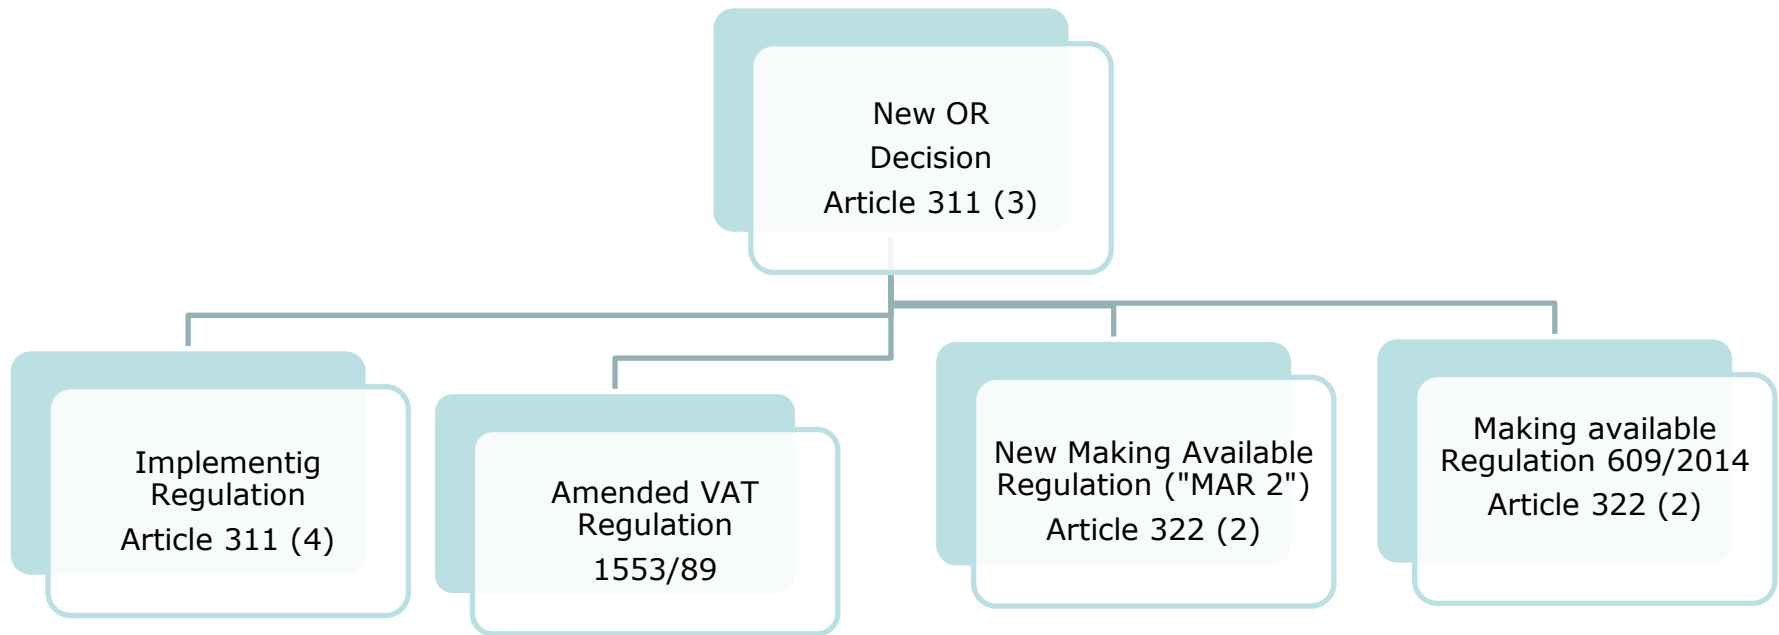 New OR
Decision
Article 311 (3)
Implementig
Regulation
Article 311 (4)
Amended VAT
Regulation
1553/89
New Making Available
Regulation ("MAR 2")
Article 322 (2)
Making available
Regulation 609/2014
Article 322 (2)